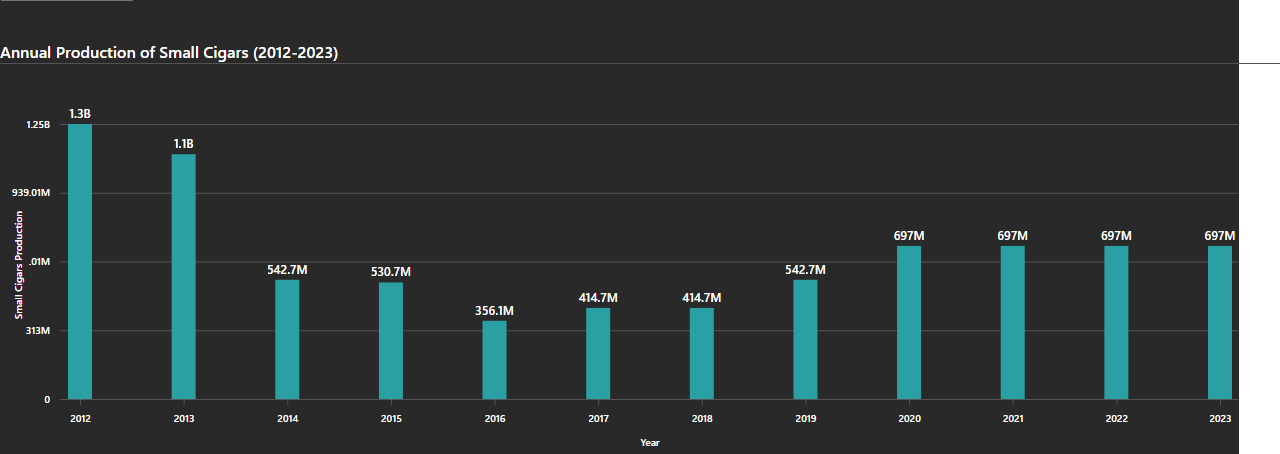 Annual Production of Small Cigars (2012-2023)
1.3B
1.1B
542.7M
530.7M
356.1M
414.7M
414.7M
542.7M
697M
697M
697M
697M
1.25B
939.01M
.01M
313M
0
Small Cigars Production
2012 2013 2014 2015 2016 2017 2018 2019 2020 2021 2022 2023
Year